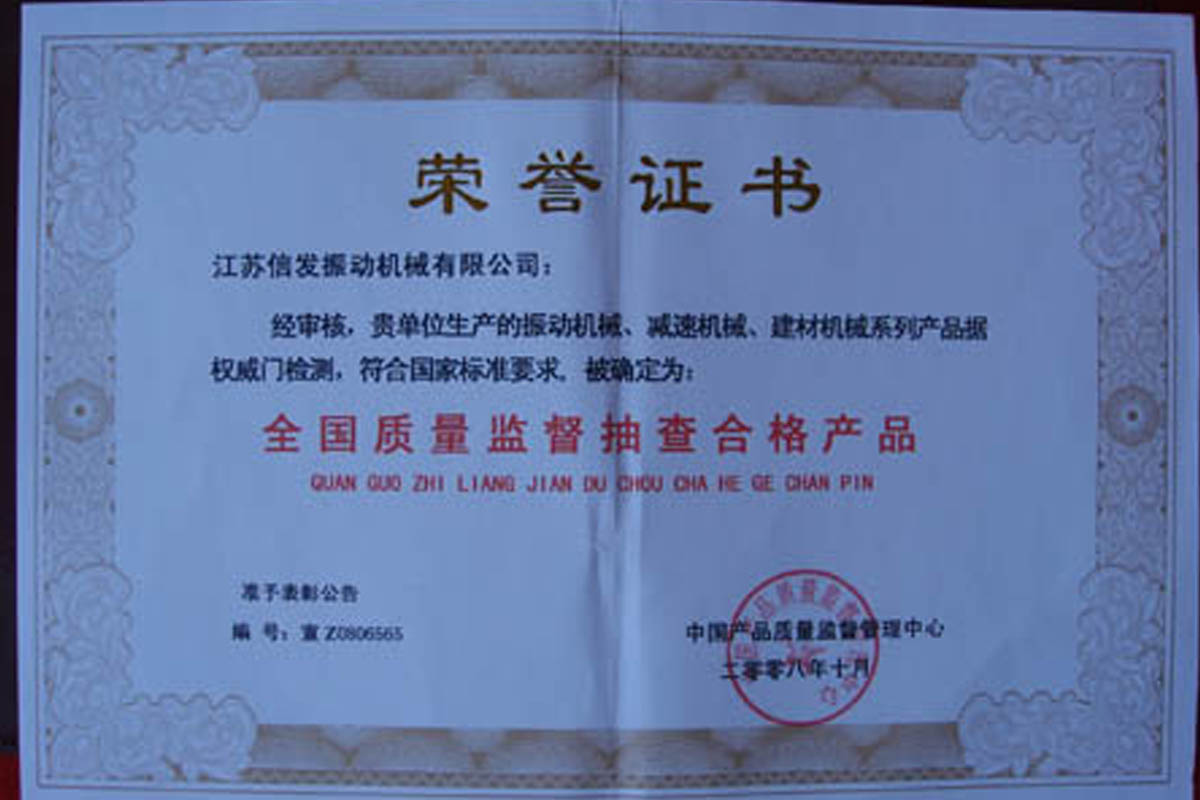 荣誉证书
江苏信发振动机械有限公司：
经审核，贵单位生产的振动机械、减速机械、建材机械系列产品据
权威门检测，符合国家标准要求。被确定为：
全国质量监督抽查合格产品
QUAN GUO ZHI LIANG JIAN DU CHOU CHA HE GE CHAN PIN
准予表彰公告
编 号：宣Z0806565
中国产品质量监督管理中心
二零零八年十月